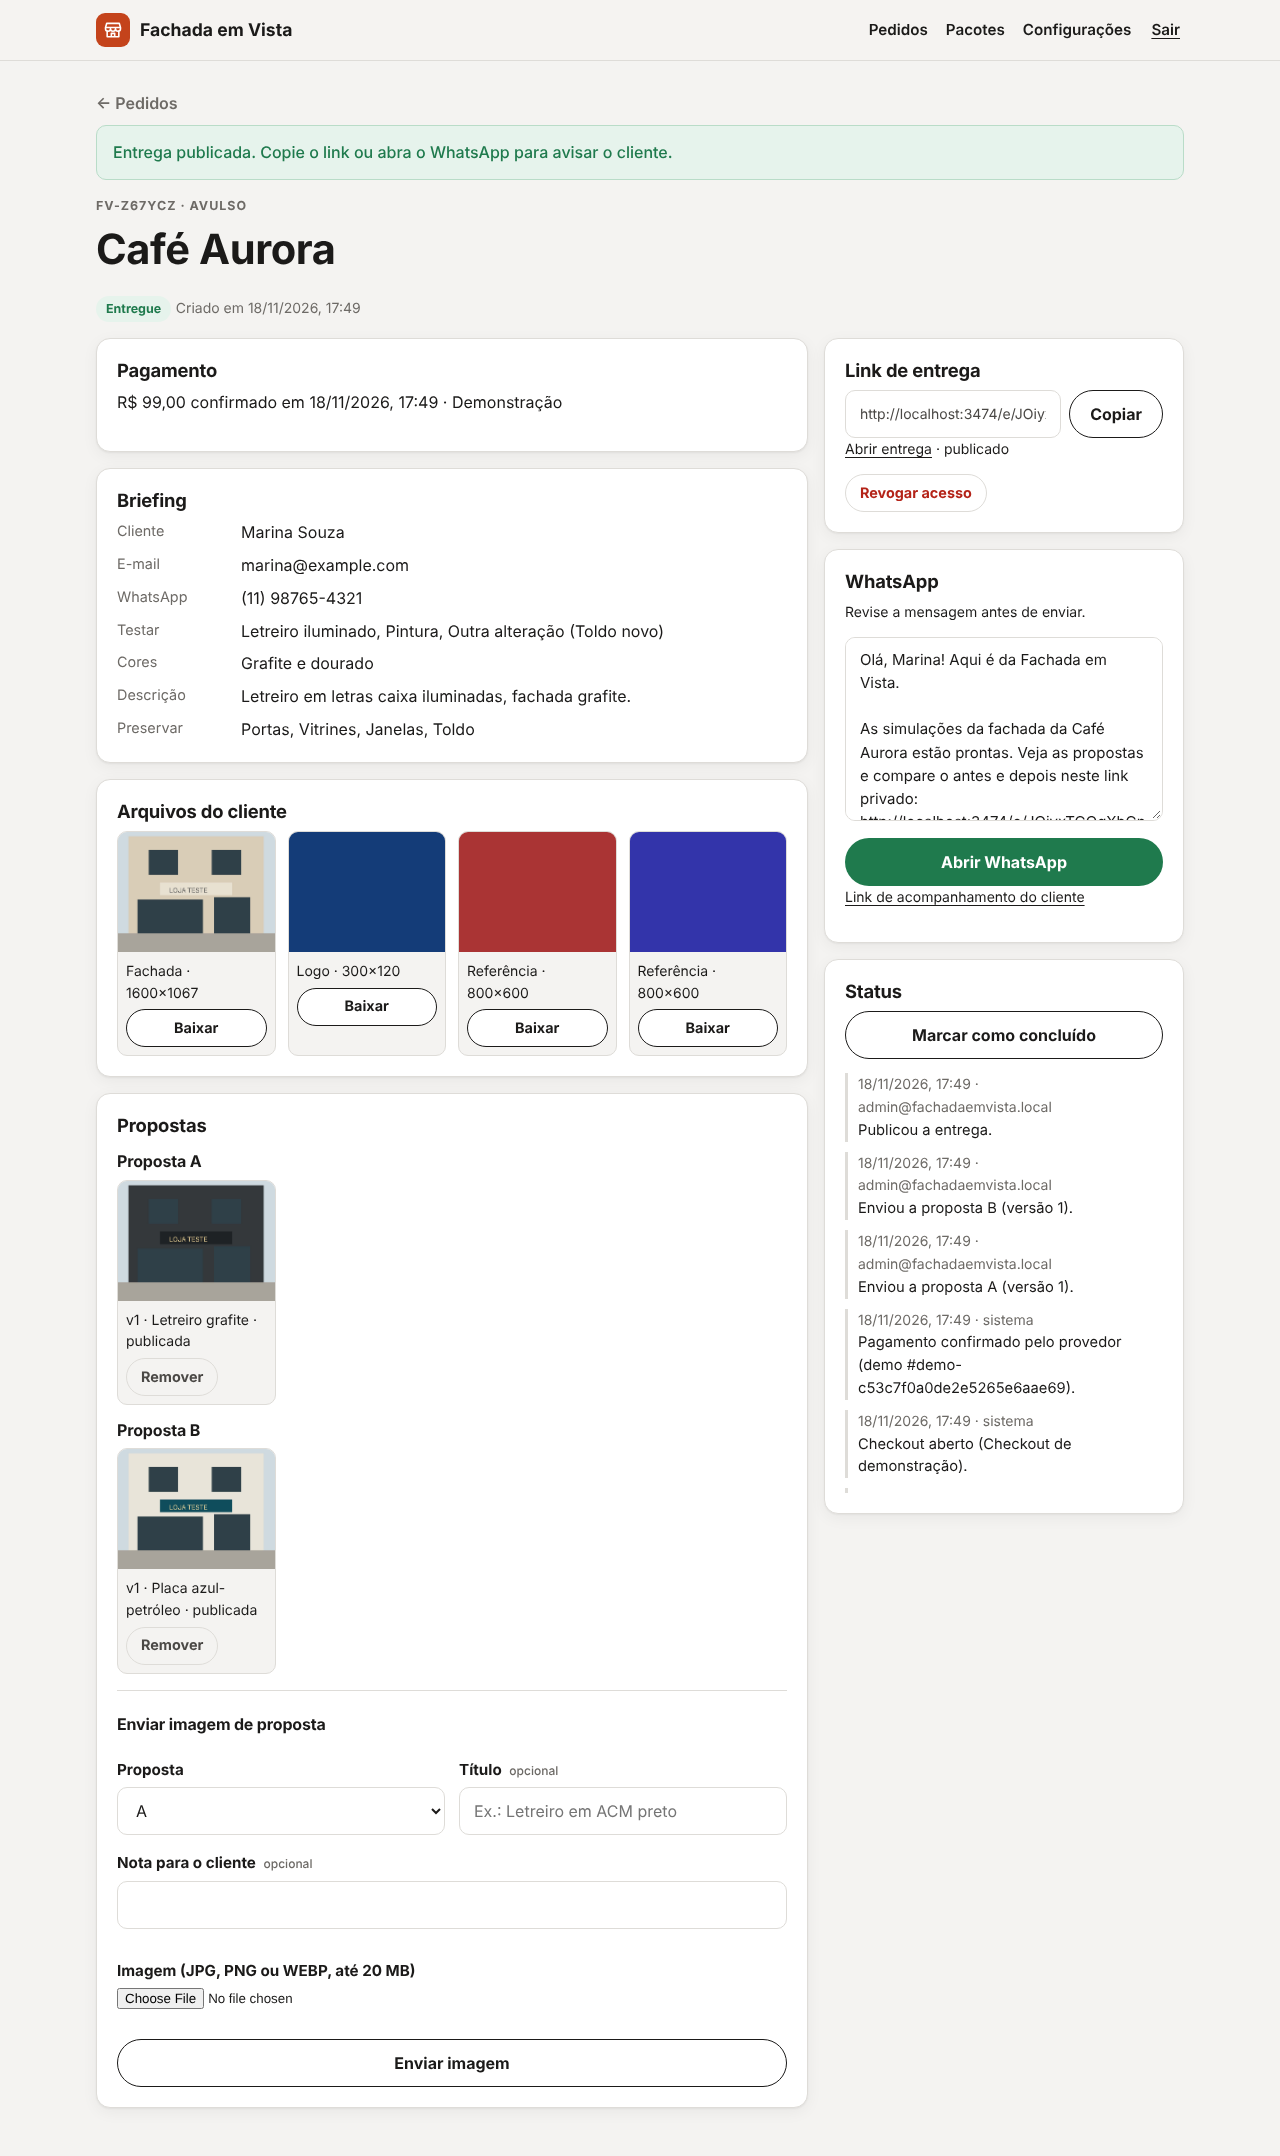 Fachada em Vista
Pedidos Pacotes Configurações Sair
← Pedidos
Entrega publicada. Copie o link ou abra o WhatsApp para avisar o cliente.
FV-Z67YCZ · AVULSO
Café Aurora
Entregue Criado em 18/11/2026, 17:49
Pagamento
R$ 99,00 confirmado em 18/11/2026, 17:49 · Demonstração
Briefing
Cliente Marina Souza
E-mail marina@example.com
WhatsApp (11) 98765-4321
Testar Letreiro iluminado, Pintura, Outra alteração (Toldo novo)
Cores Grafite e dourado
Descrição Letreiro em letras caixa iluminadas, fachada grafite.
Preservar Portas, Vitrines, Janelas, Toldo
Arquivos do cliente
LOJA TESTE
Fachada ·
1600×1067
Baixar
Logo · 300×120
Baixar
Referência ·
800×600
Baixar
Referência ·
800×600
Baixar
Propostas
Proposta A
LOJA TESTE
v1 · Letreiro grafite ·
publicada
Remover
Proposta B
LOJA TESTE
v1 · Placa azul-
petróleo · publicada
Remover
Enviar imagem de proposta
Proposta
A
Título opcional
Ex.: Letreiro em ACM preto
Nota para o cliente opcional
Imagem (JPG, PNG ou WEBP, até 20 MB)
Choose File No file chosen
Enviar imagem
Link de entrega
http://localhost:3474/e/JOiy
Copiar
Abrir entrega · publicado
Revogar acesso
WhatsApp
Revise a mensagem antes de enviar.
Olá, Marina! Aqui é da Fachada em
Vista.
As simulações da fachada da Café
Aurora estão prontas. Veja as propostas
e compare o antes e depois neste link
privado:
Abrir WhatsApp
Link de acompanhamento do cliente
Status
Marcar como concluído
18/11/2026, 17:49 ·
admin@fachadaemvista.local
Publicou a entrega.
18/11/2026, 17:49 ·
admin@fachadaemvista.local
Enviou a proposta B (versão 1).
18/11/2026, 17:49 ·
admin@fachadaemvista.local
Enviou a proposta A (versão 1).
18/11/2026, 17:49 · sistema
Pagamento confirmado pelo provedor
(demo #demo-
c53c7f0a0de2e5265e6aae69).
18/11/2026, 17:49 · sistema
Checkout aberto (Checkout de
demonstração).